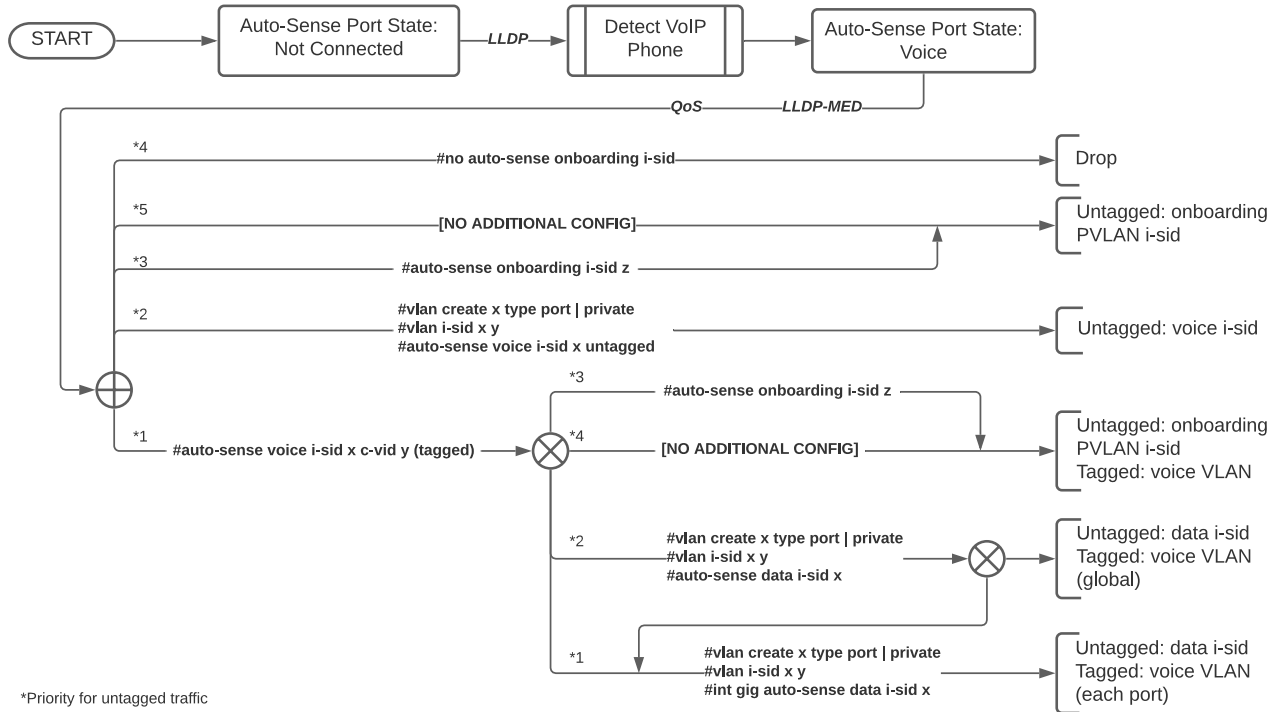 START
Auto-Sense Port State:
Not Connected
LLDP
Detect VoIP
Phone
Auto-Sense Port State:
Voice
QoS
LLDP-MED
*4
#no auto-sense onboarding i-sid
Drop
*5
[NO ADDITIONAL CONFIG]
Untagged: onboarding
PVLAN i-sid
*3
#auto-sense onboarding i-sid z
*2
#vlan create x type port | private
#vlan i-sid x y
#auto-sense voice i-sid x untagged
Untagged: voice i-sid
*1
#auto-sense voice i-sid x c-vid y (tagged)
*3
#auto-sense onboarding i-sid z
*4
[NO ADDITIONAL CONFIG]
Untagged: onboarding
PVLAN i-sid
Tagged: voice VLAN
*2
#vlan create x type port | private
#vlan i-sid x y
#auto-sense data i-sid x
Untagged: data i-sid
Tagged: voice VLAN
(global)
*1
#vlan create x type port | private
#vlan i-sid x y
#int gig auto-sense data i-sid x
Untagged: data i-sid
Tagged: voice VLAN
(each port)
*Priority for untagged traffic